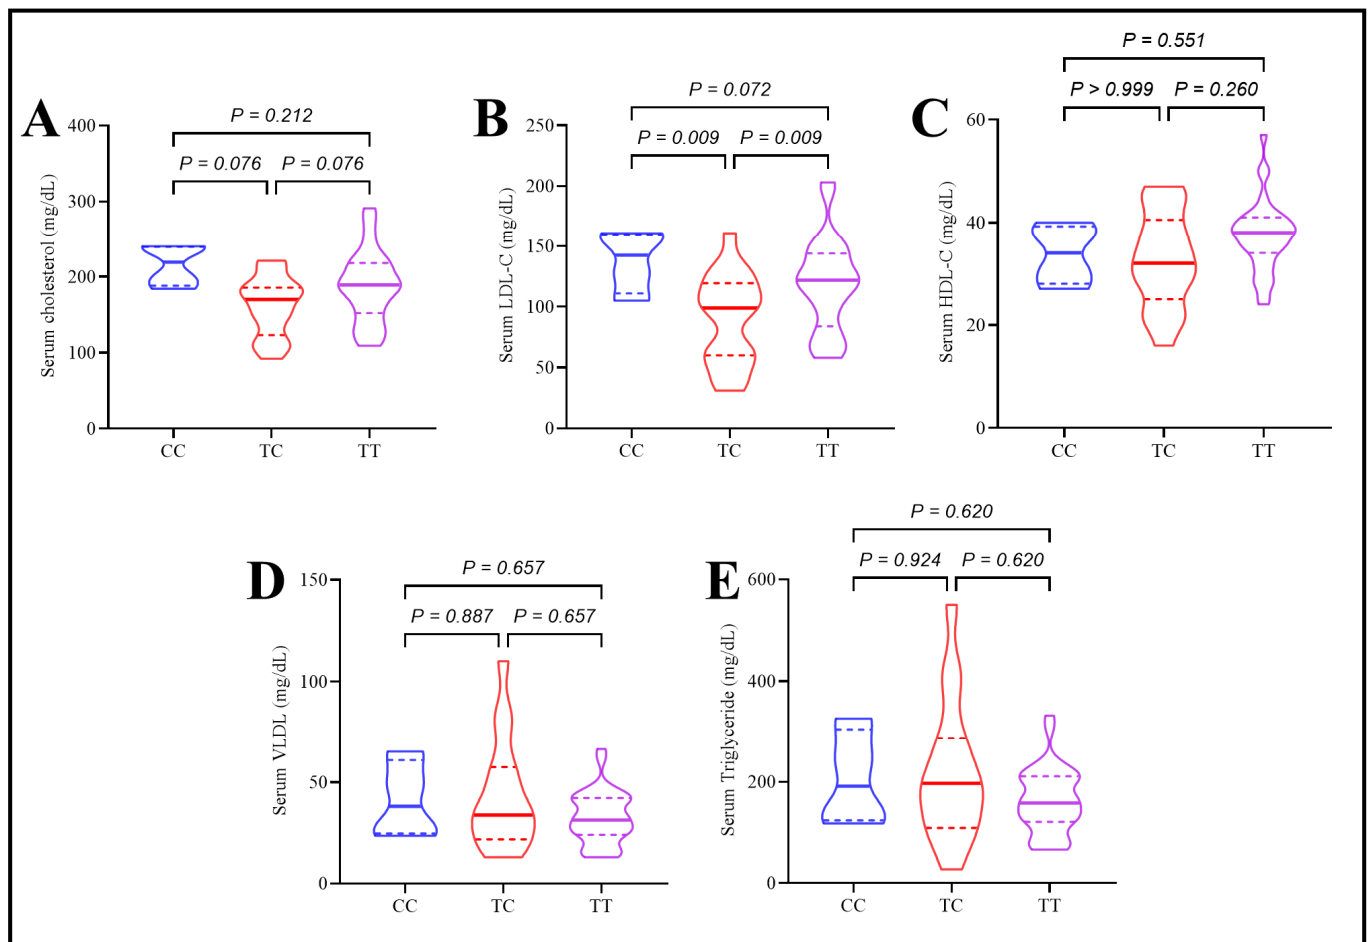 A
P = 0.212
P = 0.076
P = 0.076
Serum cholesterol (mg/dL)
400
300
200
100
0
CC
TC
TT
B
P = 0.072
P = 0.009
P = 0.009
Serum LDL-C (mg/dL)
250
200
150
100
50
0
CC
TC
TT
C
P = 0.551
P > 0.999
P = 0.260
Serum HDL-C (mg/dL)
60
40
20
0
CC
TC
TT
D
P = 0.657
P = 0.887
P = 0.657
Serum VLDL (mg/dL)
150
100
50
0
CC
TC
TT
E
P = 0.620
P = 0.924
P = 0.620
Serum Triglyceride (mg/dL)
600
400
200
0
CC
TC
TT